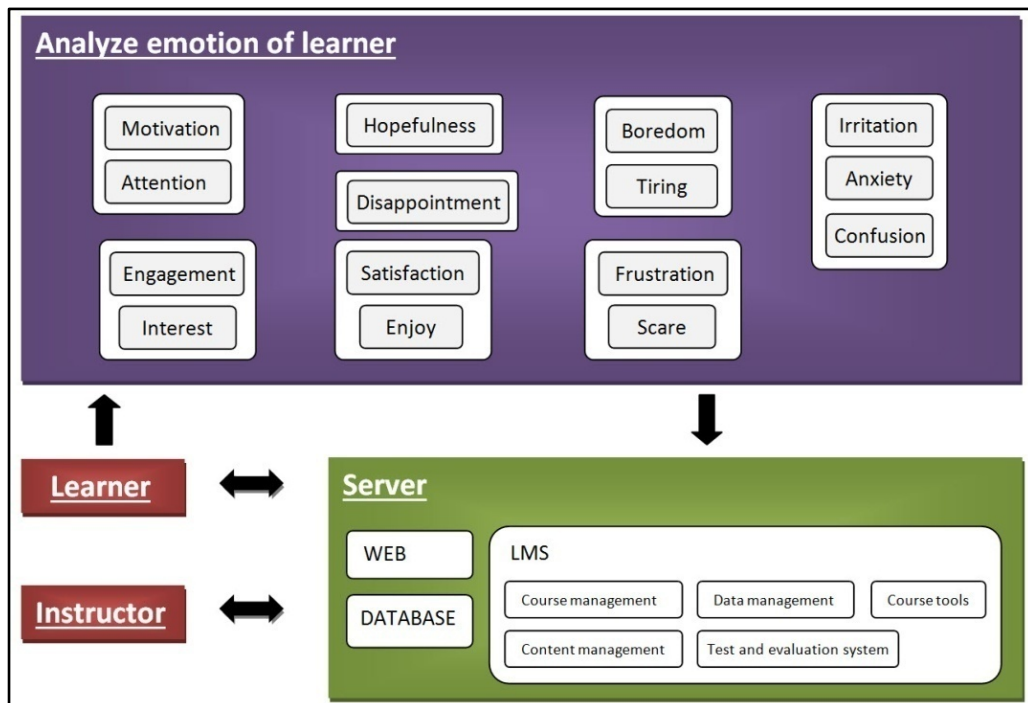 Analyze emotion of learner
Motivation
Attention
Hopefulness
Disappointment
Boredom
Tiring
Irritation
Anxiety
Confusion
Engagement
Interest
Satisfaction
Enjoy
Frustration
Scare
Learner
Instructor
Server
WEB
DATABASE
LMS
Course management
Data management
Course tools
Content management
Test and evaluation system